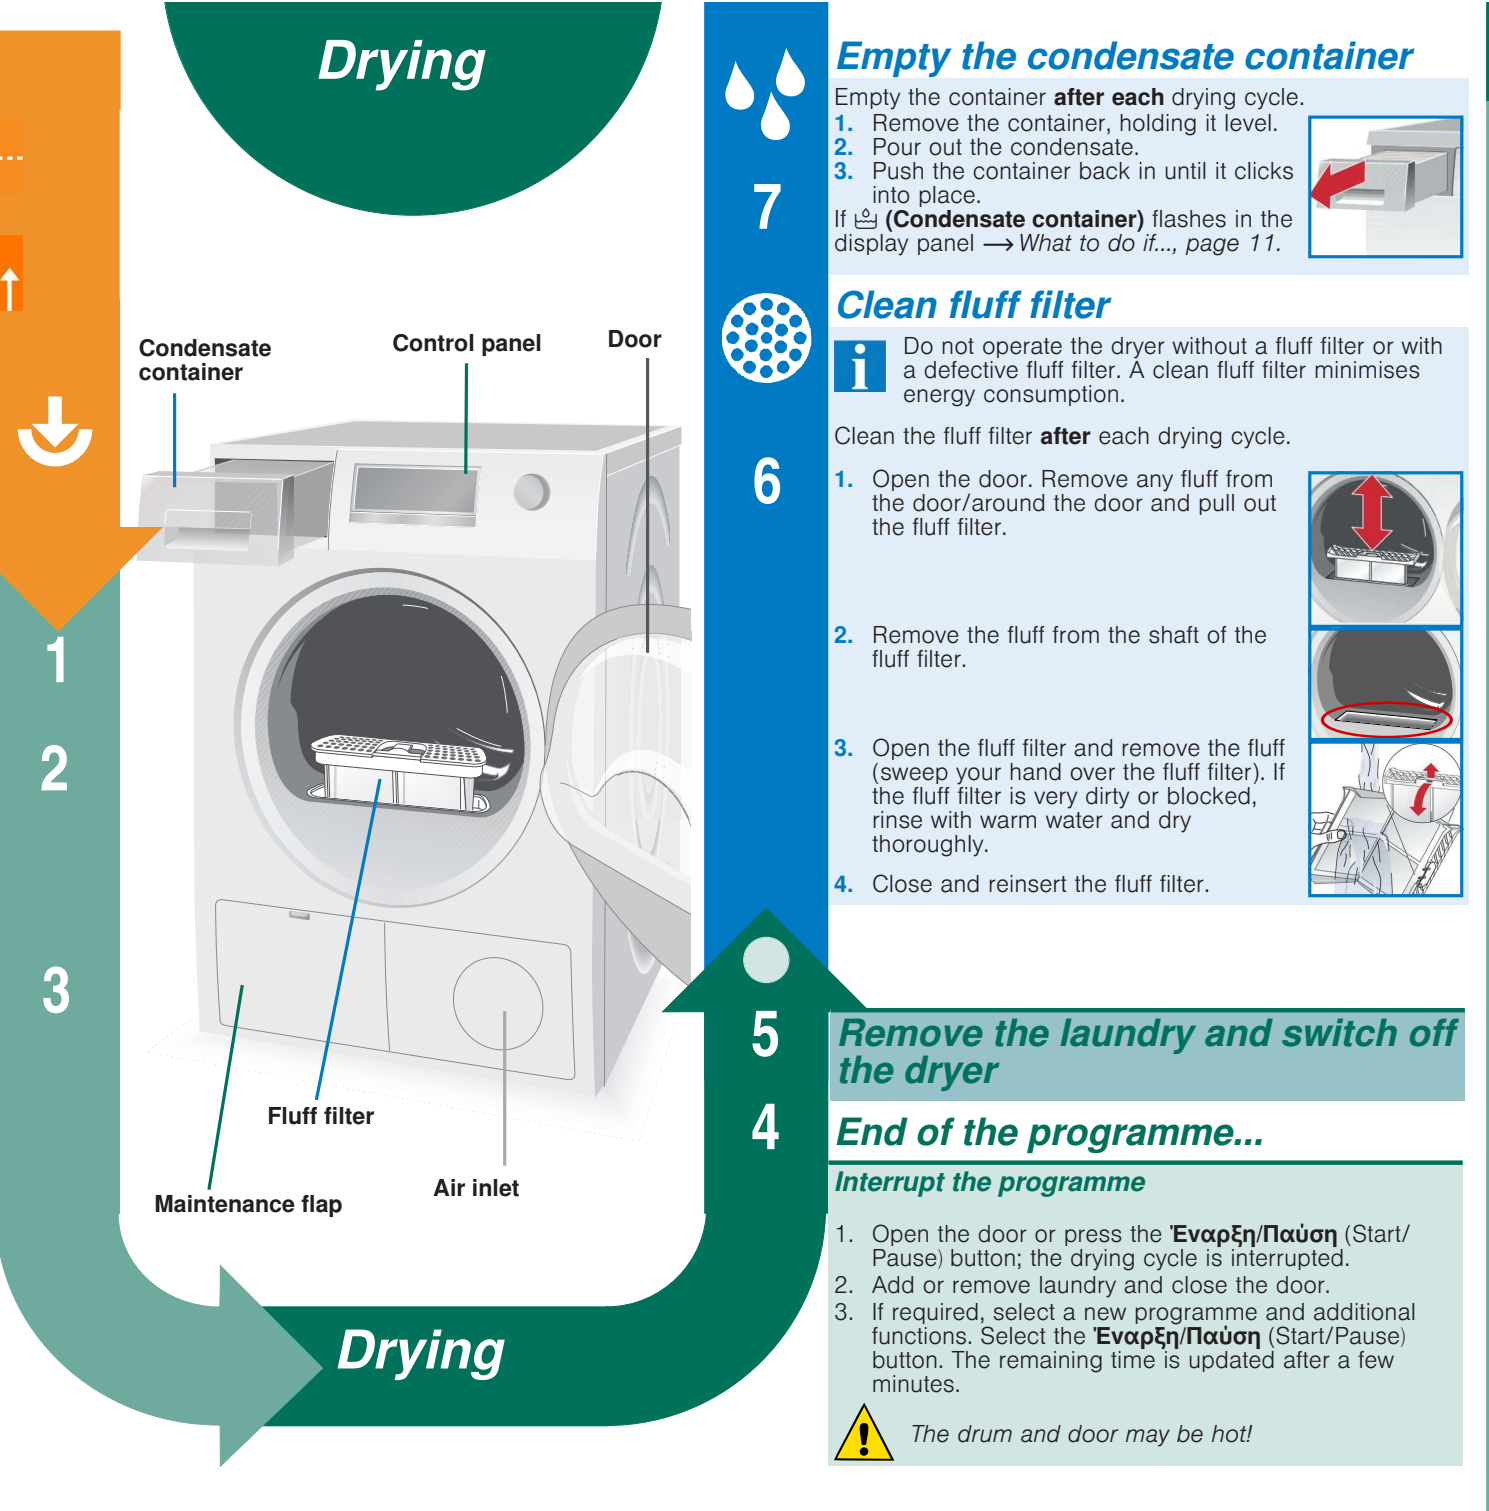 Drying
Condensate
container
Control panel
Door
1
2
3
Fluff filter
Maintenance flap
Air inlet
Drying
7
Empty the condensate container
Empty the container after each drying cycle.
1. Remove the container, holding it level.
2. Pour out the condensate.
3. Push the container back in until it clicks
into place.
If (Condensate container) flashes in the
display panel → What to do if..., page 11.
6
Clean fluff filter
i
Do not operate the dryer without a fluff filter or with
a defective fluff filter. A clean fluff filter minimises
energy consumption.
Clean the fluff filter after each drying cycle.
1. Open the door. Remove any fluff from
the door/around the door and pull out
the fluff filter.
2. Remove the fluff from the shaft of the
fluff filter.
3. Open the fluff filter and remove the fluff
(sweep your hand over the fluff filter). If
the fluff filter is very dirty or blocked,
rinse with warm water and dry
thoroughly.
4. Close and reinsert the fluff filter.
5
Remove the laundry and switch off
the dryer
4
End of the programme...
Interrupt the programme
1. Open the door or press the Έναρξη/Παύση (Start/
Pause) button; the drying cycle is interrupted.
2. Add or remove laundry and close the door.
3. If required, select a new programme and additional
functions. Select the Έναρξη/Παύση (Start/Pause)
button. The remaining time is updated after a few
minutes.
The drum and door may be hot!